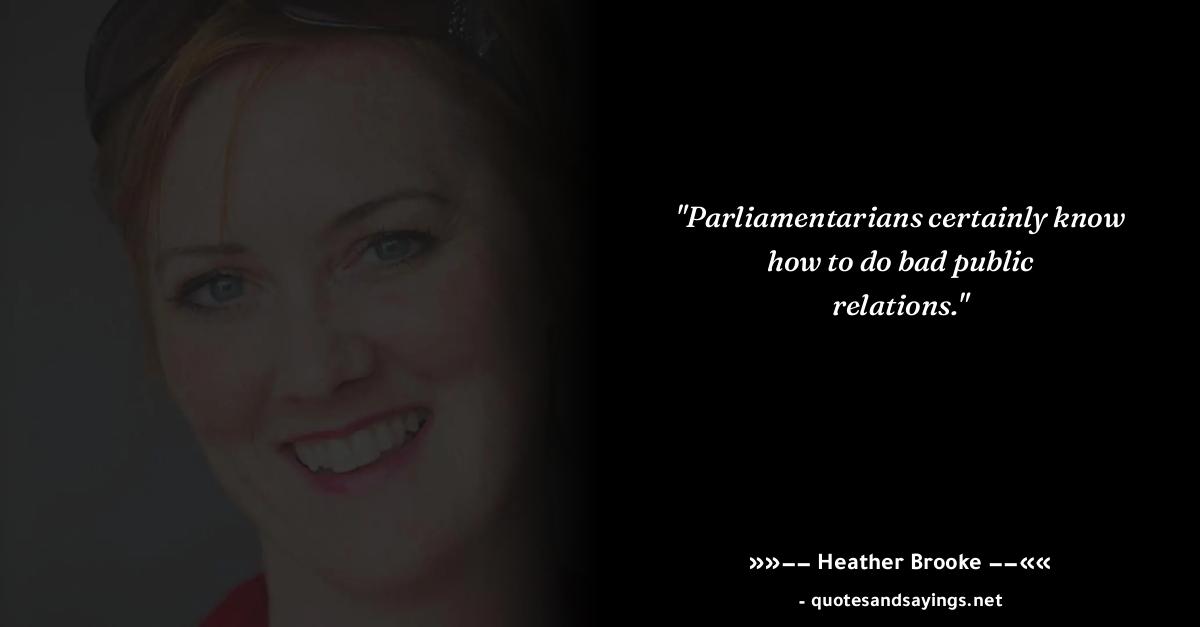 "Parliamentarians certainly know
how to do bad public
relations."
»»–– Heather Brooke ––««
- quotesandsayings.net